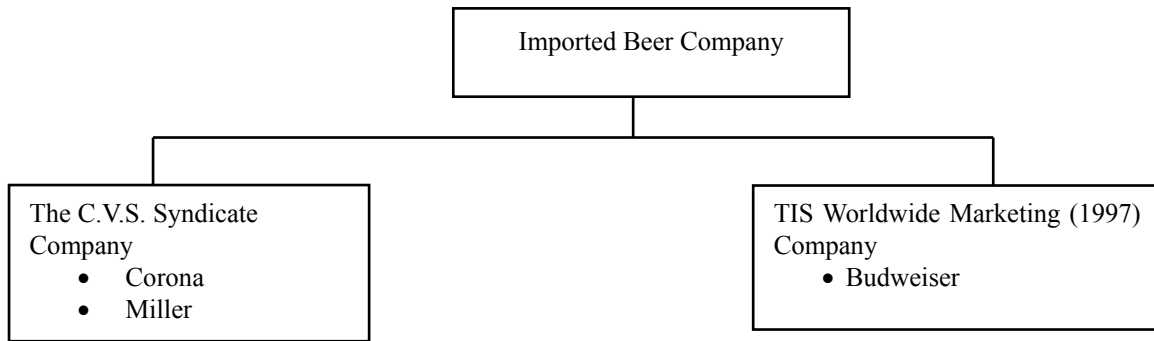 Imported Beer Company
The C.V.S. Syndicate
Company
• Corona
• Miller
TIS Worldwide Marketing (1997)
Company
• Budweiser